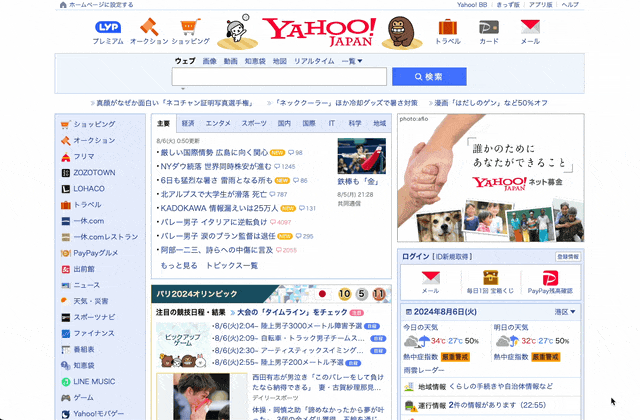 ホームページに設定する
Yahoo! BB
きっず版
アプリ版
ヘルプ
LYP
プレミアム
オークション
ショッピング
YAHOO!
JAPAN
トラベル
カード
メール
ウェブ 画像 動画 知恵袋 地図 リアルタイム 一覧▼
検索
真顔がなぜか面白い「ネコチャン証明写真選手権」
「ネッククーラー」ほか冷却グッズで暑さ対策
漫画「はだしのゲン」など50%オフ
ショッピング
オークション
フリマ
ZOZOTOWN
LOHACO
トラベル
一休.com
一休.comレストラン
PayPayグルメ
出前館
ニュース
天気・災害
スポーツナビ
ファイナンス
番組表
知恵袋
LINE MUSIC
ゲーム
Yahoo!モバゲー
主要 経済 エンタメ スポーツ 国内 国際 IT 科学 地域
8/6(火) 0:50更新
厳しい国際情勢 広島に向く関心 NEW 98
NYダウ続落 世界同時株安が進む 1245
6日も猛烈な暑さ 雷雨となる所も NEW 86
北アルプスで大学生が滑落 死亡 787
KADOKAWA 情報漏えいは25万人 NEW 131
バレー男子 イタリアに逆転負け 4097
バレー男子 涙のブラン監督は退任 NEW 295
阿部一二三、詩らへの中傷に言及 2055
もっと見る トピックス一覧
鉄棒も「金」
8/5(月) 21:28
共同通信
パリ2024オリンピック
10 5 11
注目の競技日程・結果
大会の「タイムライン」をチェック 注目
ピックアップ
ゲーム
8/6(火)2:04~ 陸上男子3000メートル障害予選
8/6(火)2:09~ 自転車・トラック男子チームス…
8/6(火)2:30~ アーティスティックスイミング…
8/6(火)2:55~ 陸上男子200メートル予選
西田有志が男泣き「このバレーをして負け
たなら納得できる」 妻・古賀紗理那見…
デイリースポーツ
体操・岡慎之助「諦めなかったから夢が叶
photo:aflo
誰かのために
あなたができること
YAHOO!
JAPAN
ネット募金
ログイン [ID新規取得]
登録情報
メール
毎日1回 宝箱くじ
PayPay残高確認
2024年8月6日(火)
港区▼
今日の天気
34℃ 27℃ 50%
熱中症指数 厳重警戒
明日の天気
32℃ 27℃ 50%
熱中症指数 厳重警戒
雨雲レーダー
地域情報 くらしの手続きや自治体情報など
運行情報 2件の情報があります (22:55)